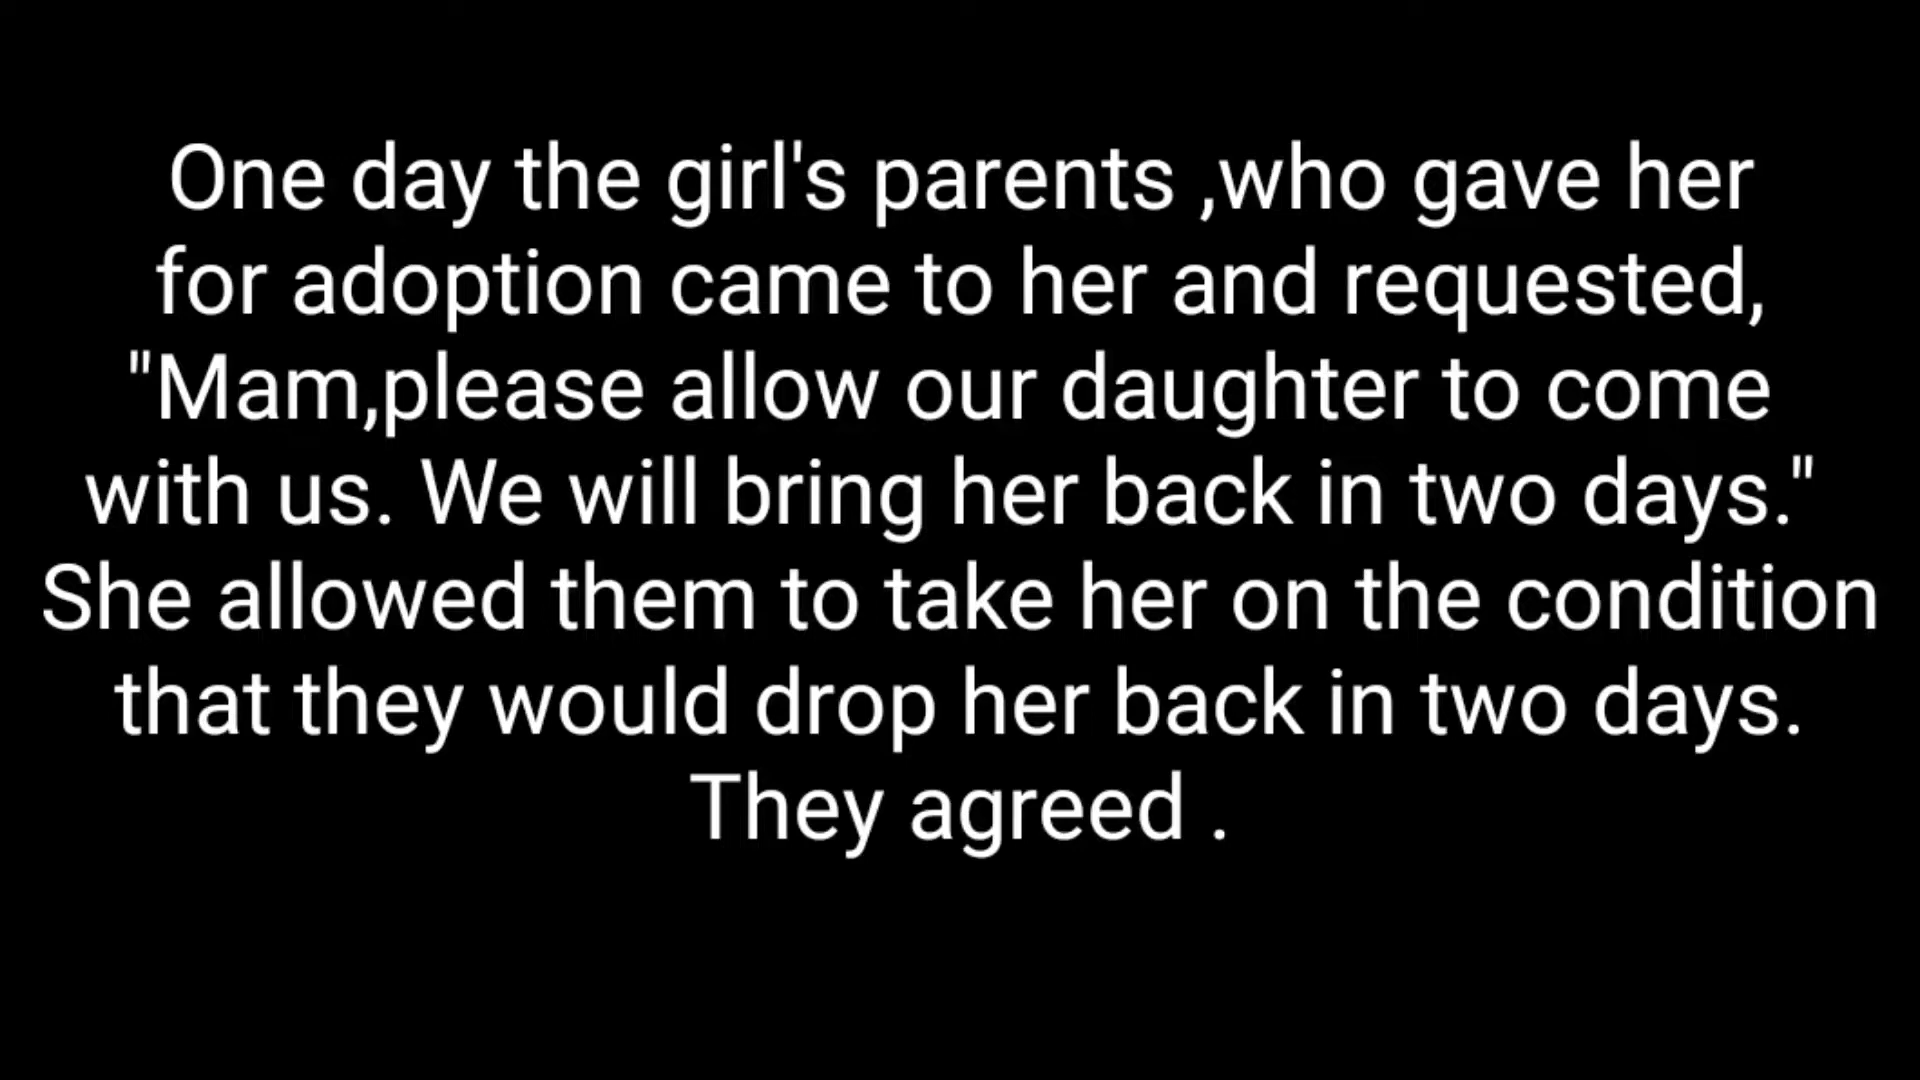 One day the girl's parents ,who gave her
for adoption came to her and requested,
"Mam,please allow our daughter to come
with us. We will bring her back in two days."
She allowed them to take her on the condition
that they would drop her back in two days.
They agreed .